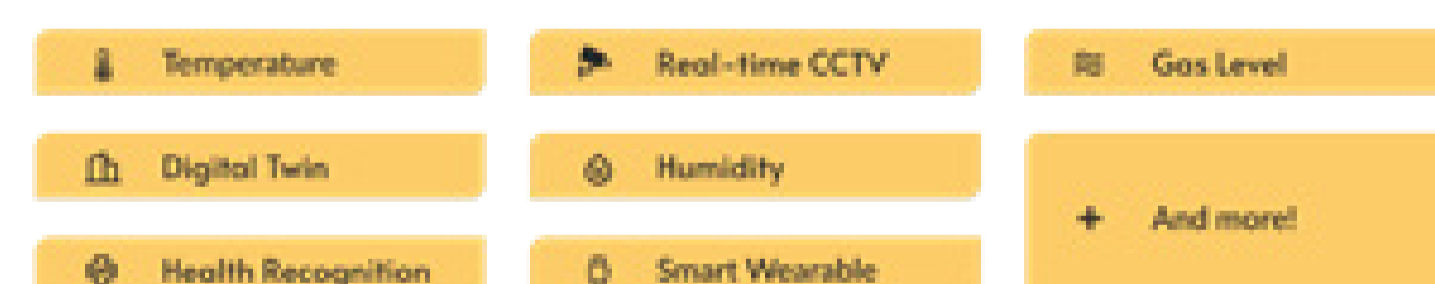 Temperature
Real-time CCTV
Gas Level
Digital Twin
Humidity
And more!
Health Recognition
Smart Wearable